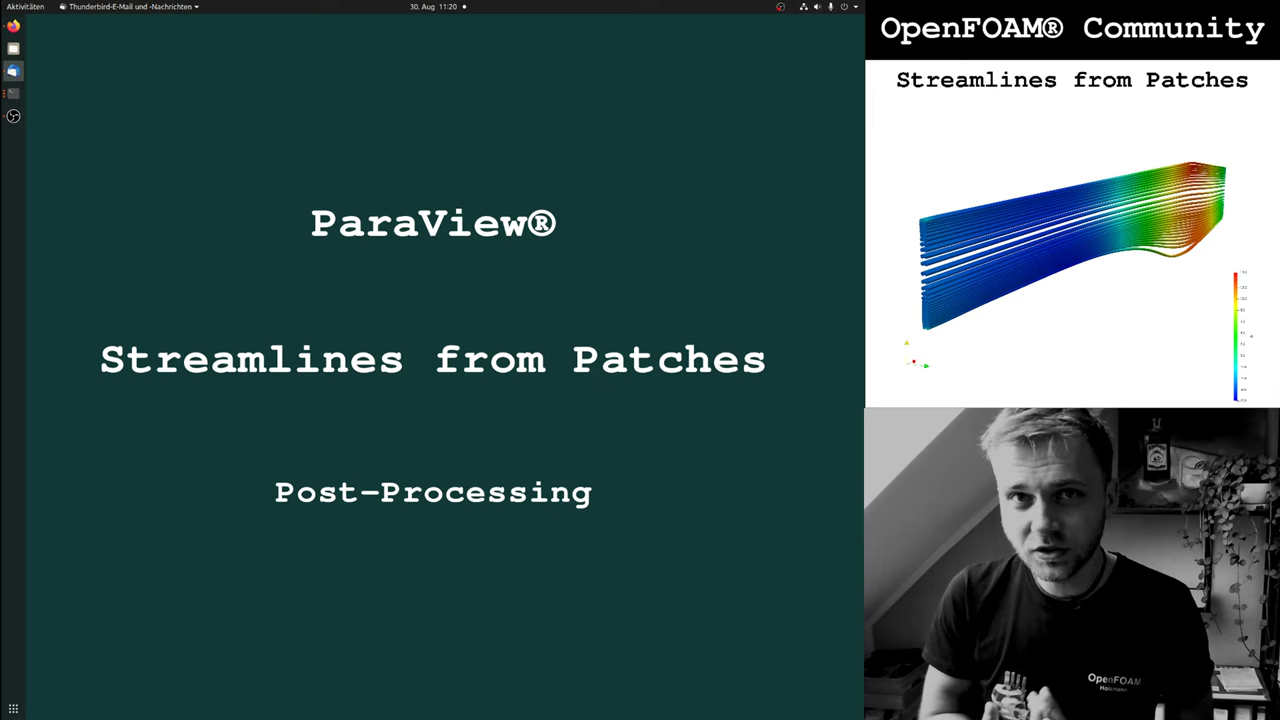 Aktivitäten
Thunderbird-E-Mail und -Nachrichten
30. Aug 11:20
OpenFOAM® Community
Streamlines from Patches
ParaView®
Streamlines from Patches
Post-Processing
OpenFOAM
Holzmann